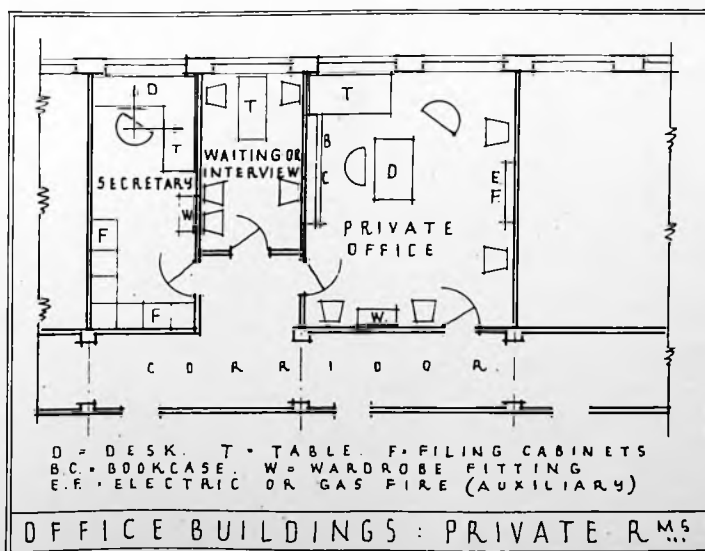 D
T
T
T
WAITING OR
INTERVIEW
B
C
D
E
F.
SECRETARY
W
F
PRIVATE
OFFICE
F
W.
CORRIDOR.
D = DESK. T = TABLE. F = FILING CABINETS
B.C. = BOOKCASE. W = WARDROBE FITTING
E.F. = ELECTRIC OR GAS FIRE (AUXILIARY)
OFFICE BUILDINGS : PRIVATE RMS